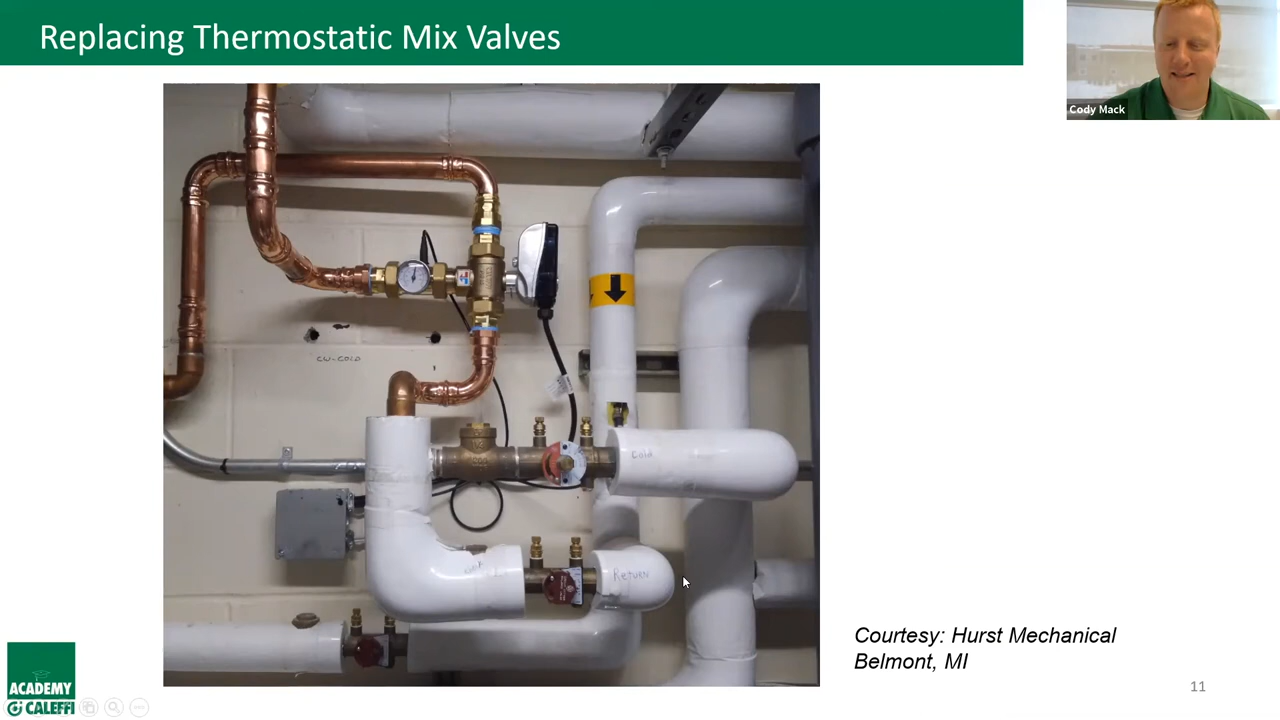 Replacing Thermostatic Mix Valves
Cody Mack
CW-COLD
Cold
Return
Courtesy: Hurst Mechanical
Belmont, MI
11
ACADEMY
CALEFFI